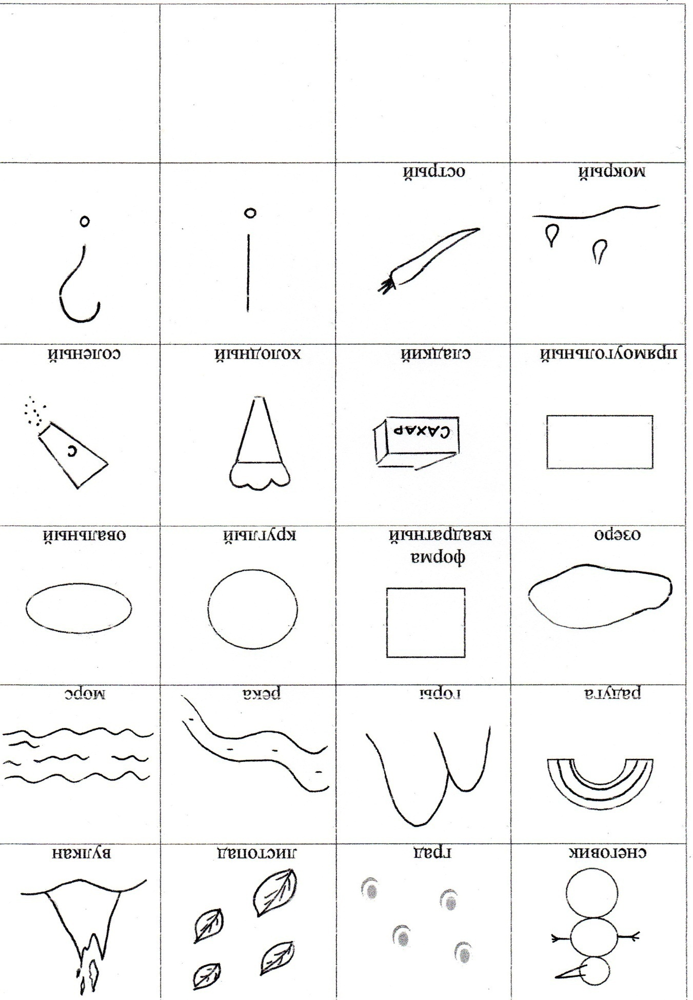 снеговик
град
листопад
вулкан
радуга
горы
река
море
озеро
форма
квадратный
круглый
овальный
прямоугольный
САХАР
сладкий
холодный
С
соленый
мокрый
острый
!
?